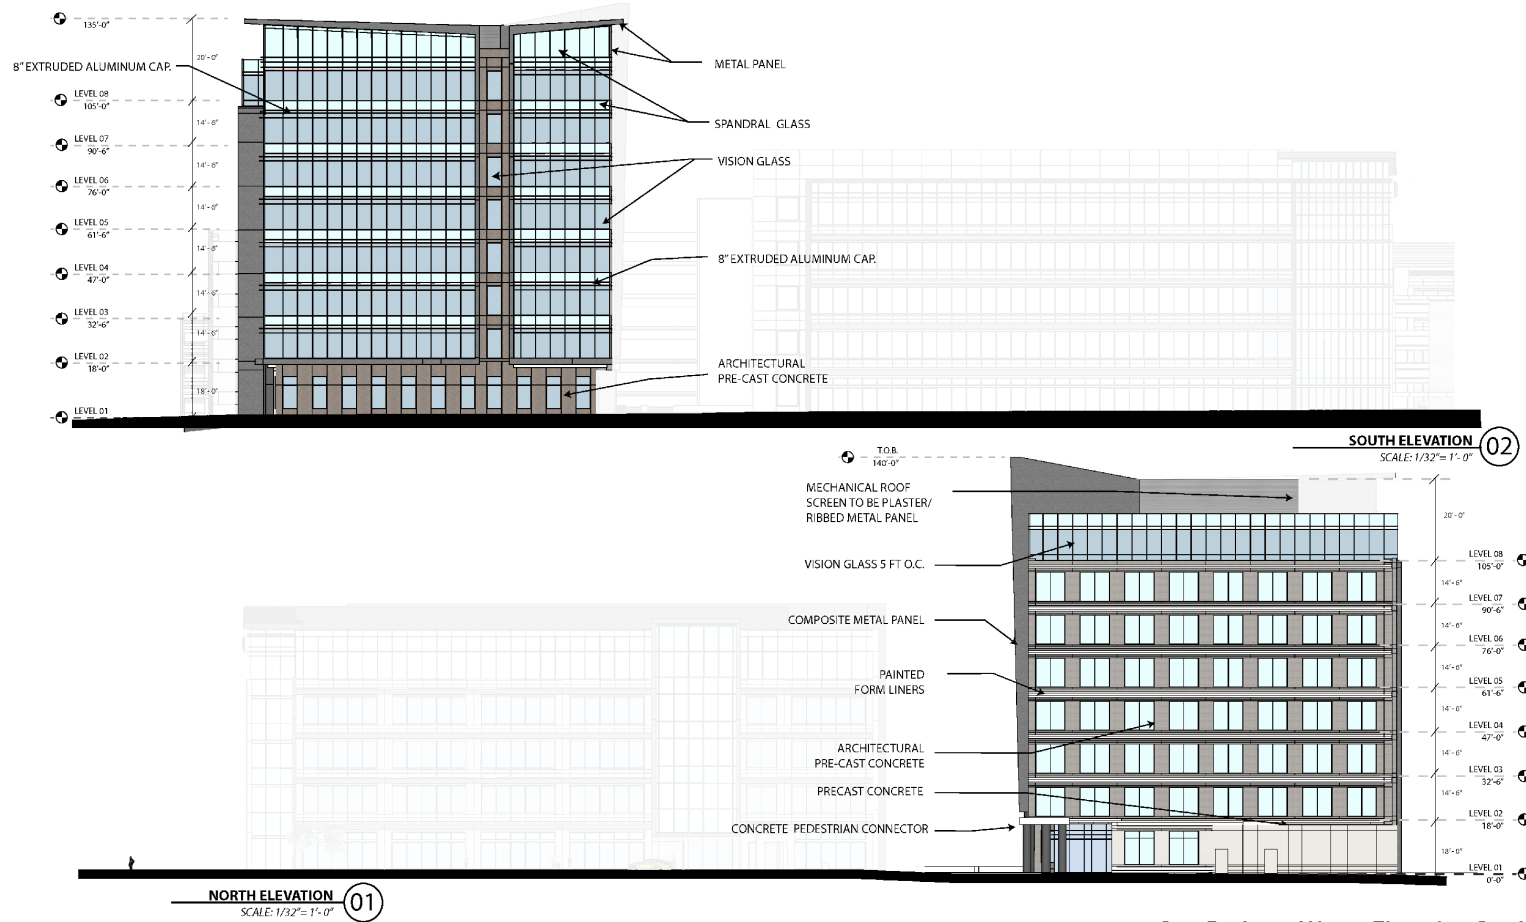 135'-0"
20'-0"
8" EXTRUDED ALUMINUM CAP.
METAL PANEL
LEVEL 08
105'-0"
14'-6"
SPANDRAL GLASS
LEVEL 07
90'-6"
14'-6"
VISION GLASS
LEVEL 06
76'-0"
14'-6"
LEVEL 05
61'-6"
14'-6"
8" EXTRUDED ALUMINUM CAP.
LEVEL 04
47'-0"
14'-6"
LEVEL 03
32'-6"
14'-6"
LEVEL 02
18'-0"
ARCHITECTURAL
PRE-CAST CONCRETE
18'-0"
LEVEL 01
SOUTH ELEVATION
02
SCALE: 1/32"= 1'- 0"
T.O.B.
140'-0"
MECHANICAL ROOF
SCREEN TO BE PLASTER/
RIBBED METAL PANEL
20'-0"
VISION GLASS 5 FT O.C.
LEVEL 08
105'-0"
14'-6"
LEVEL 07
90'-6"
COMPOSITE METAL PANEL
14'-6"
LEVEL 06
76'-0"
14'-6"
PAINTED
FORM LINERS
LEVEL 05
61'-6"
14'-6"
LEVEL 04
47'-0"
ARCHITECTURAL
PRE-CAST CONCRETE
14'-6"
LEVEL 03
32'-6"
PRECAST CONCRETE
14'-6"
LEVEL 02
18'-0"
CONCRETE PEDESTRIAN CONNECTOR
18'-0"
LEVEL 01
0'-0"
NORTH ELEVATION
01
SCALE: 1/32"= 1'- 0"